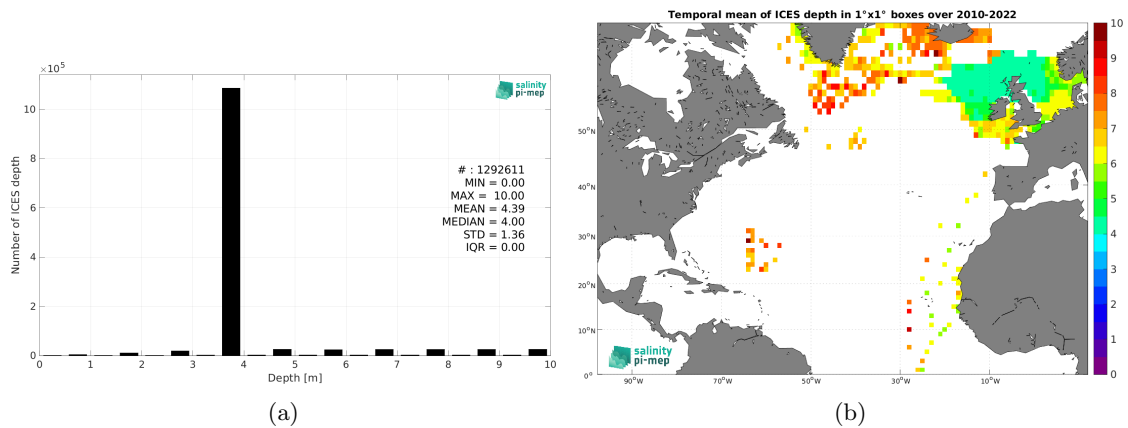 Temporal mean of ICES depth in 1°x1° boxes over 2010-2022
×10⁵
10
8
6
4
2
0
Number of ICES depth
0 1 2 3 4 5 6 7 8 9 10
Depth [m]
salinity
pi-mep
# : 1292611
MIN = 0.00
MAX = 10.00
MEAN = 4.39
MEDIAN = 4.00
STD = 1.36
IQR = 0.00
(a)
50°N
40°N
30°N
20°N
10°N
0°
90°W 70°W 50°W 30°W 10°W
salinity
pi-mep
10
9
8
7
6
5
4
3
2
1
0
(b)